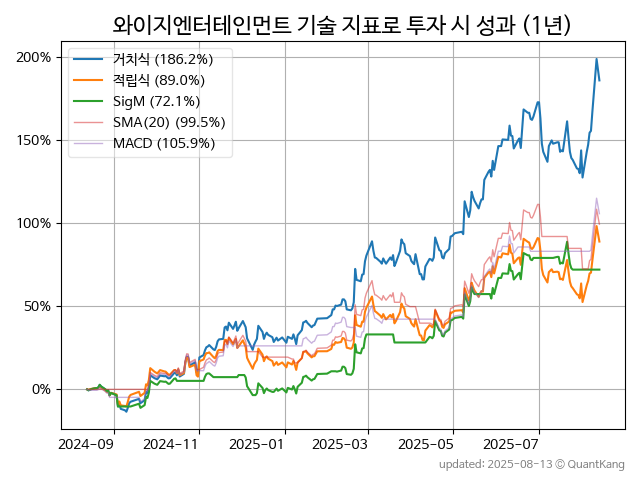 와이지엔터테인먼트 기술 지표로 투자 시 성과 (1년)
200%
150%
100%
50%
0%
거치식 (186.2%)
적립식 (89.0%)
SigM (72.1%)
SMA(20) (99.5%)
MACD (105.9%)
2024-09
2024-11
2025-01
2025-03
2025-05
2025-07
updated: 2025-08-13 © QuantKang